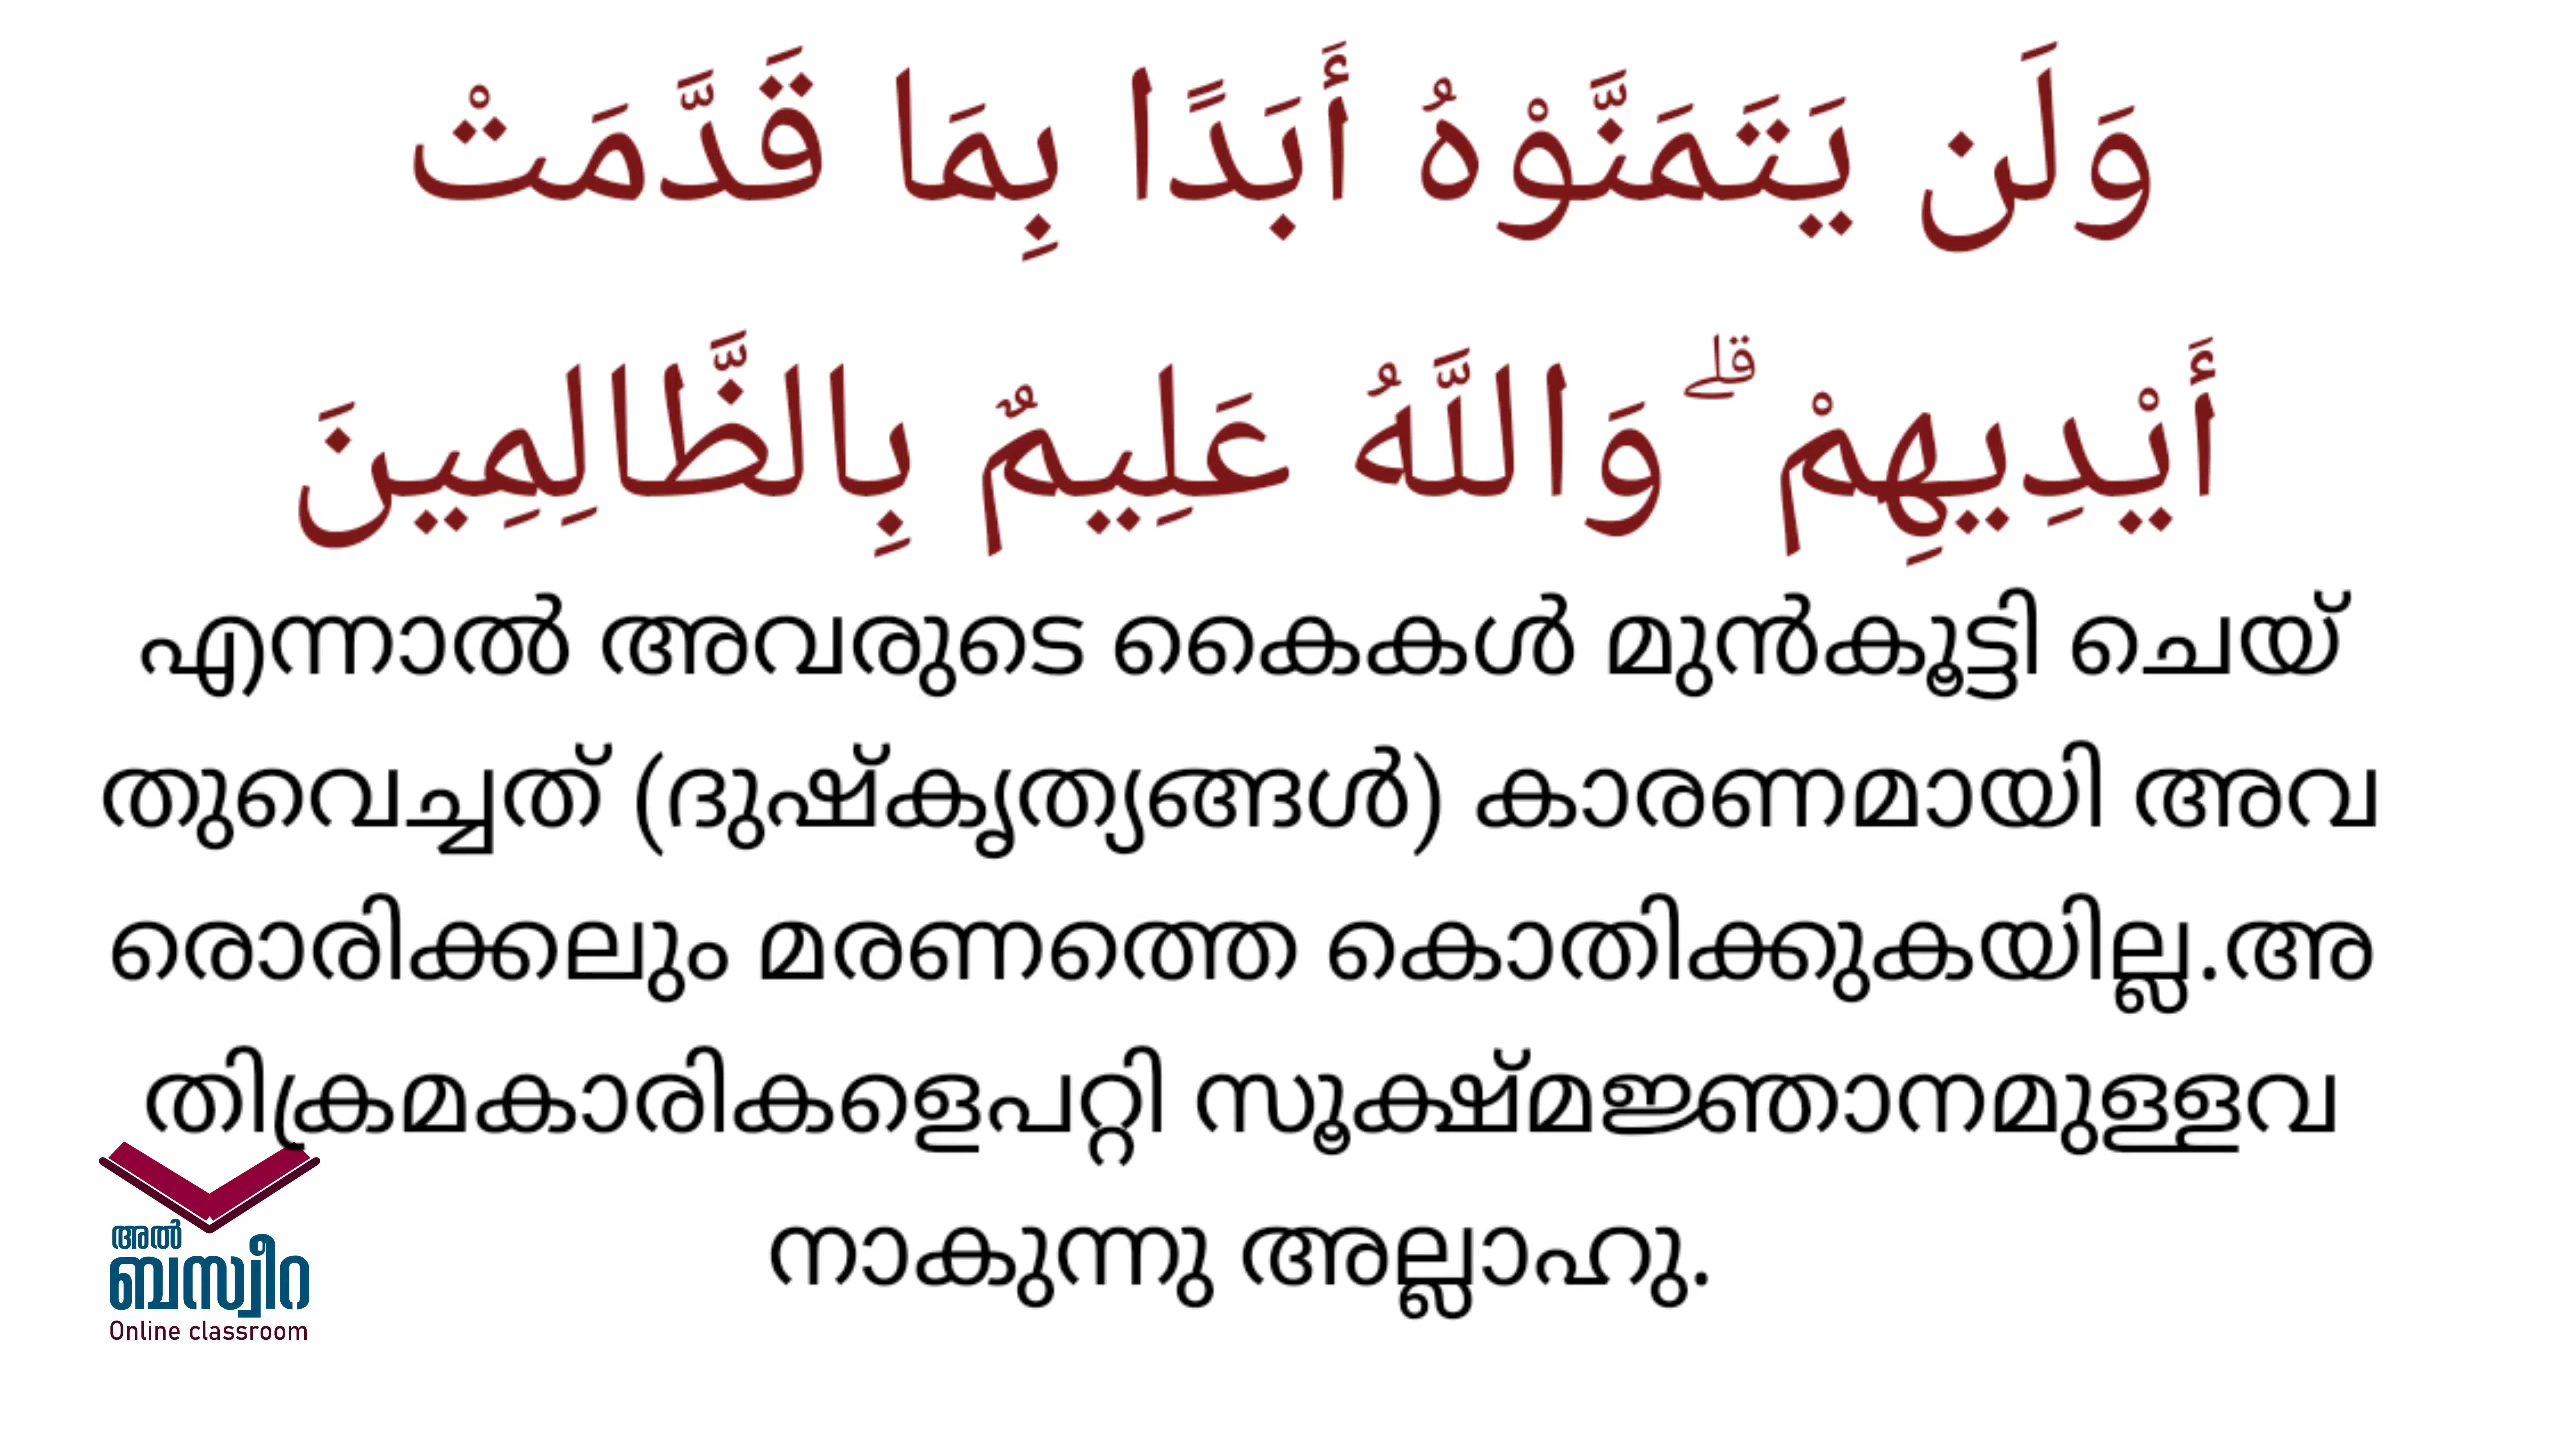 وَلَن يَتَمَنَّوْهُ أَبَدًا بِمَا قَدَّمَتْ
أَيْدِيهِمْ ۗ وَاللَّهُ عَلِيمٌ بِالظَّالِمِينَ
എന്നാൽ അവരുടെ കൈകൾ മുൻകൂട്ടി ചെയ്
തുവെച്ചത് (ദുഷ്കൃത്യങ്ങൾ) കാരണമായി അവ
രൊരിക്കലും മരണത്തെ കൊതിക്കുകയില്ല.അ
തിക്രമകാരികളെപറ്റി സൂക്ഷ്മജ്ഞാനമുള്ളവ
നാകുന്നു അല്ലാഹു.
അൽ
ബസ്വീറ
Online classroom